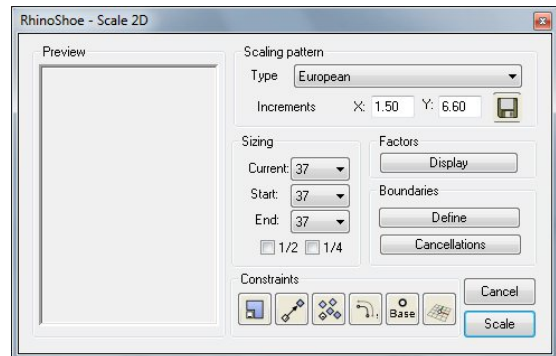 RhinoShoe - Scale 2D
Preview
Scaling pattern
Type European
Increments X: 1.50 Y: 6.60
Sizing
Current: 37
Start: 37
End: 37
1/2 1/4
Factors
Display
Boundaries
Define
Cancellations
Constraints
Base
Cancel
Scale